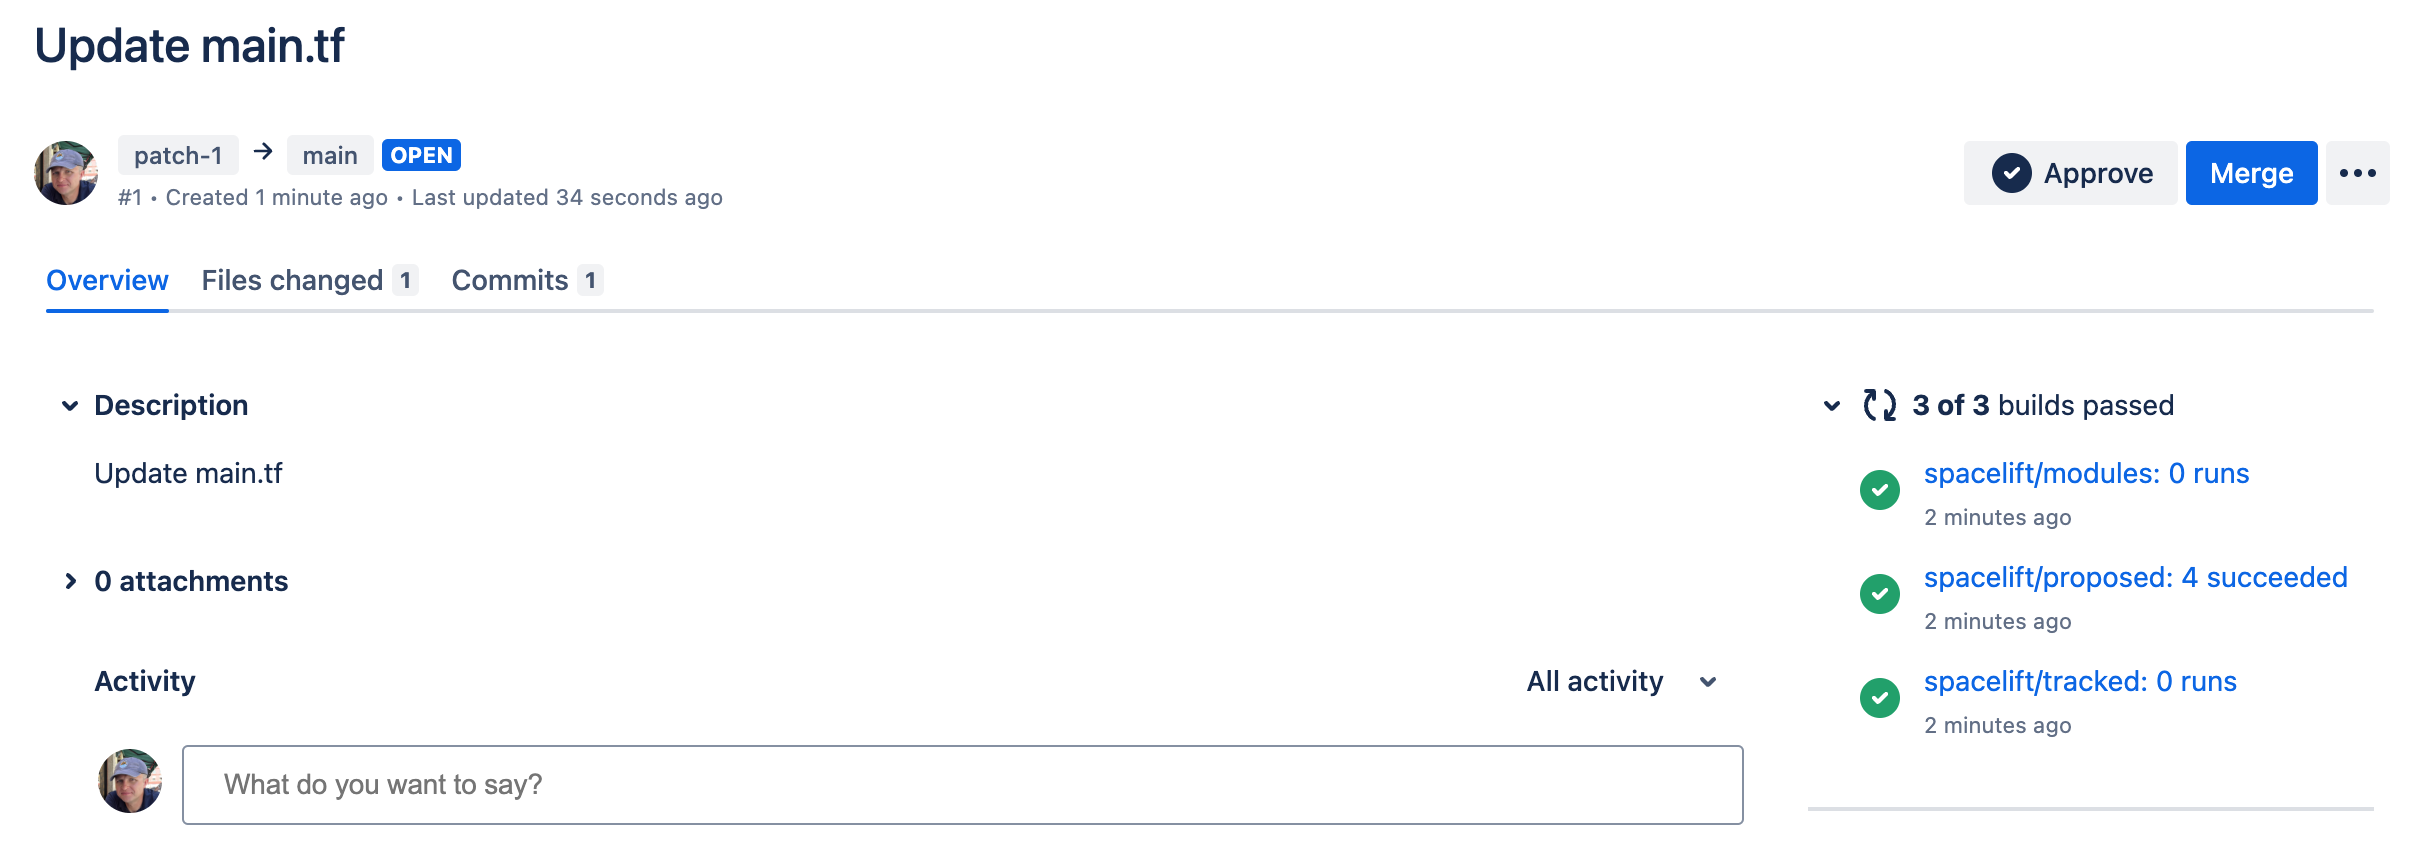 Update main.tf
patch-1 → main OPEN
#1 • Created 1 minute ago • Last updated 34 seconds ago
Approve
Merge
Overview
Files changed 1
Commits 1
Description
Update main.tf
0 attachments
Activity
All activity
What do you want to say?
3 of 3 builds passed
spacelift/modules: 0 runs
2 minutes ago
spacelift/proposed: 4 succeeded
2 minutes ago
spacelift/tracked: 0 runs
2 minutes ago